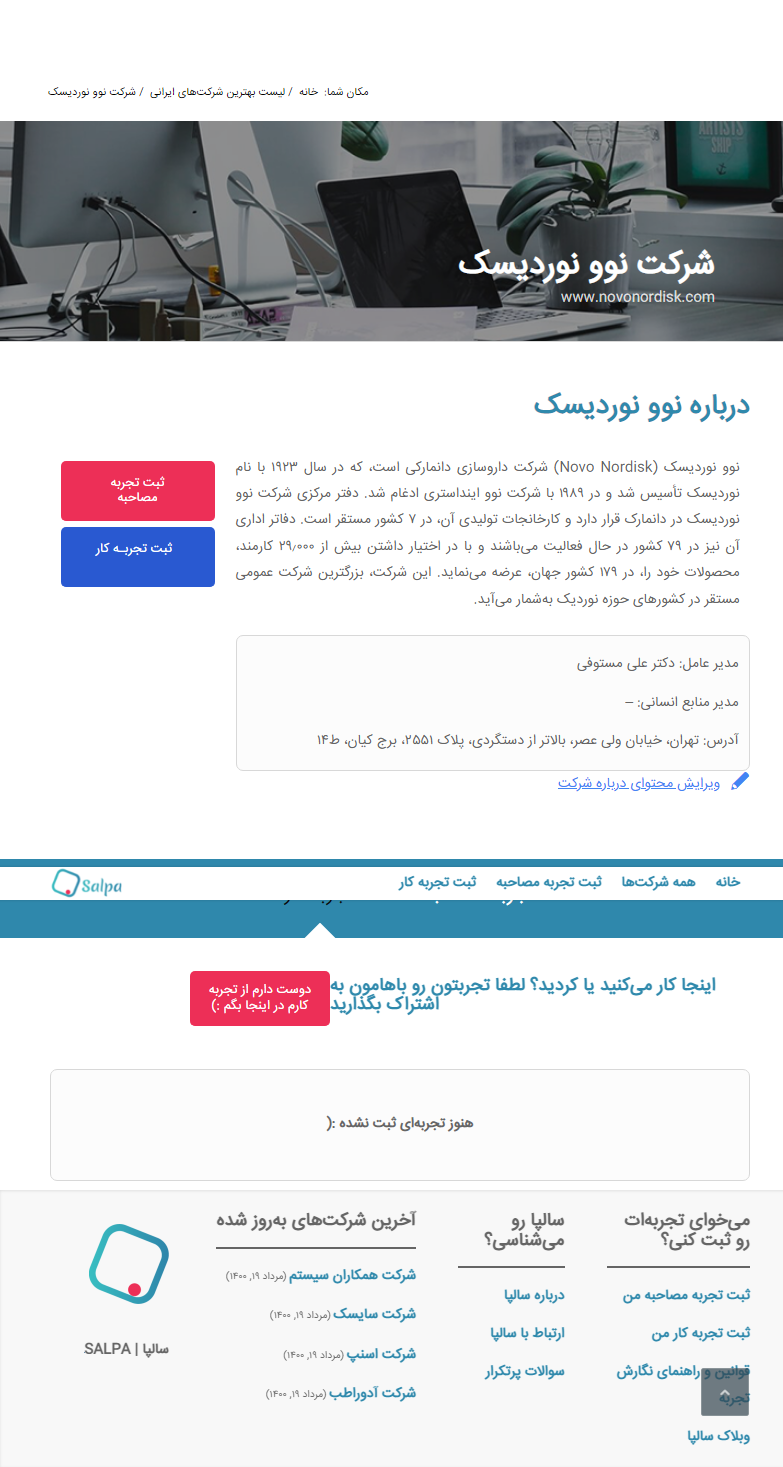 مکان شما: خانه / لیست بهترین شرکت‌های ایرانی / شرکت نوو نوردیسک
ARTISTS
SHIP
شرکت نوو نوردیسک
www.novonordisk.com
درباره نوو نوردیسک
نوو نوردیسک (Novo Nordisk) شرکت داروسازی دانمارکی است، که در سال ۱۹۲۳ با نام
نوردیسک تأسیس شد و در ۱۹۸۹ با شرکت نوو اینداستری ادغام شد. دفتر مرکزی شرکت نوو
نوردیسک در دانمارک قرار دارد و کارخانجات تولیدی آن، در ۷ کشور مستقر است. دفاتر اداری
آن نیز در ۷۹ کشور در حال فعالیت می‌باشند و با در اختیار داشتن بیش از ۲۹٫۰۰۰ کارمند،
محصولات خود را، در ۱۷۹ کشور جهان، عرضه می‌نماید. این شرکت، بزرگترین شرکت عمومی
مستقر در کشورهای حوزه نوردیک به‌شمار می‌آید.
ثبت تجربه
مصاحبه
ثبت تجربـه کار
مدیر عامل: دکتر علی مستوفی
مدیر منابع انسانی: –
آدرس: تهران، خیابان ولی عصر، بالاتر از دستگردی، پلاک ۲۵۵۱، برج کیان، ط۱۴
ویرایش محتوای درباره شرکت
خانه همه شرکت‌ها ثبت تجربه مصاحبه ثبت تجربه کار
Salpa
اینجا کار می‌کنید یا کردید؟ لطفا تجربتون رو باهامون به
اشتراک بگذارید
دوست دارم از تجربه
کارم در اینجا بگم :)
هنوز تجربه‌ای ثبت نشده :(
می‌خوای تجربه‌ات
رو ثبت کنی؟
ثبت تجربه مصاحبه من
ثبت تجربه کار من
قوانین و راهنمای نگارش
تجربه
وبلاک سالپا
سالپا رو
می‌شناسی؟
درباره سالپا
ارتباط با سالپا
سوالات پرتکرار
آخرین شرکت‌های به‌روز شده
شرکت همکاران سیستم (مرداد ۱۹, ۱۴۰۰)
شرکت سایسک (مرداد ۱۹, ۱۴۰۰)
شرکت اسنپ (مرداد ۱۹, ۱۴۰۰)
شرکت آدوراطب (مرداد ۱۹, ۱۴۰۰)
سالپا | SALPA